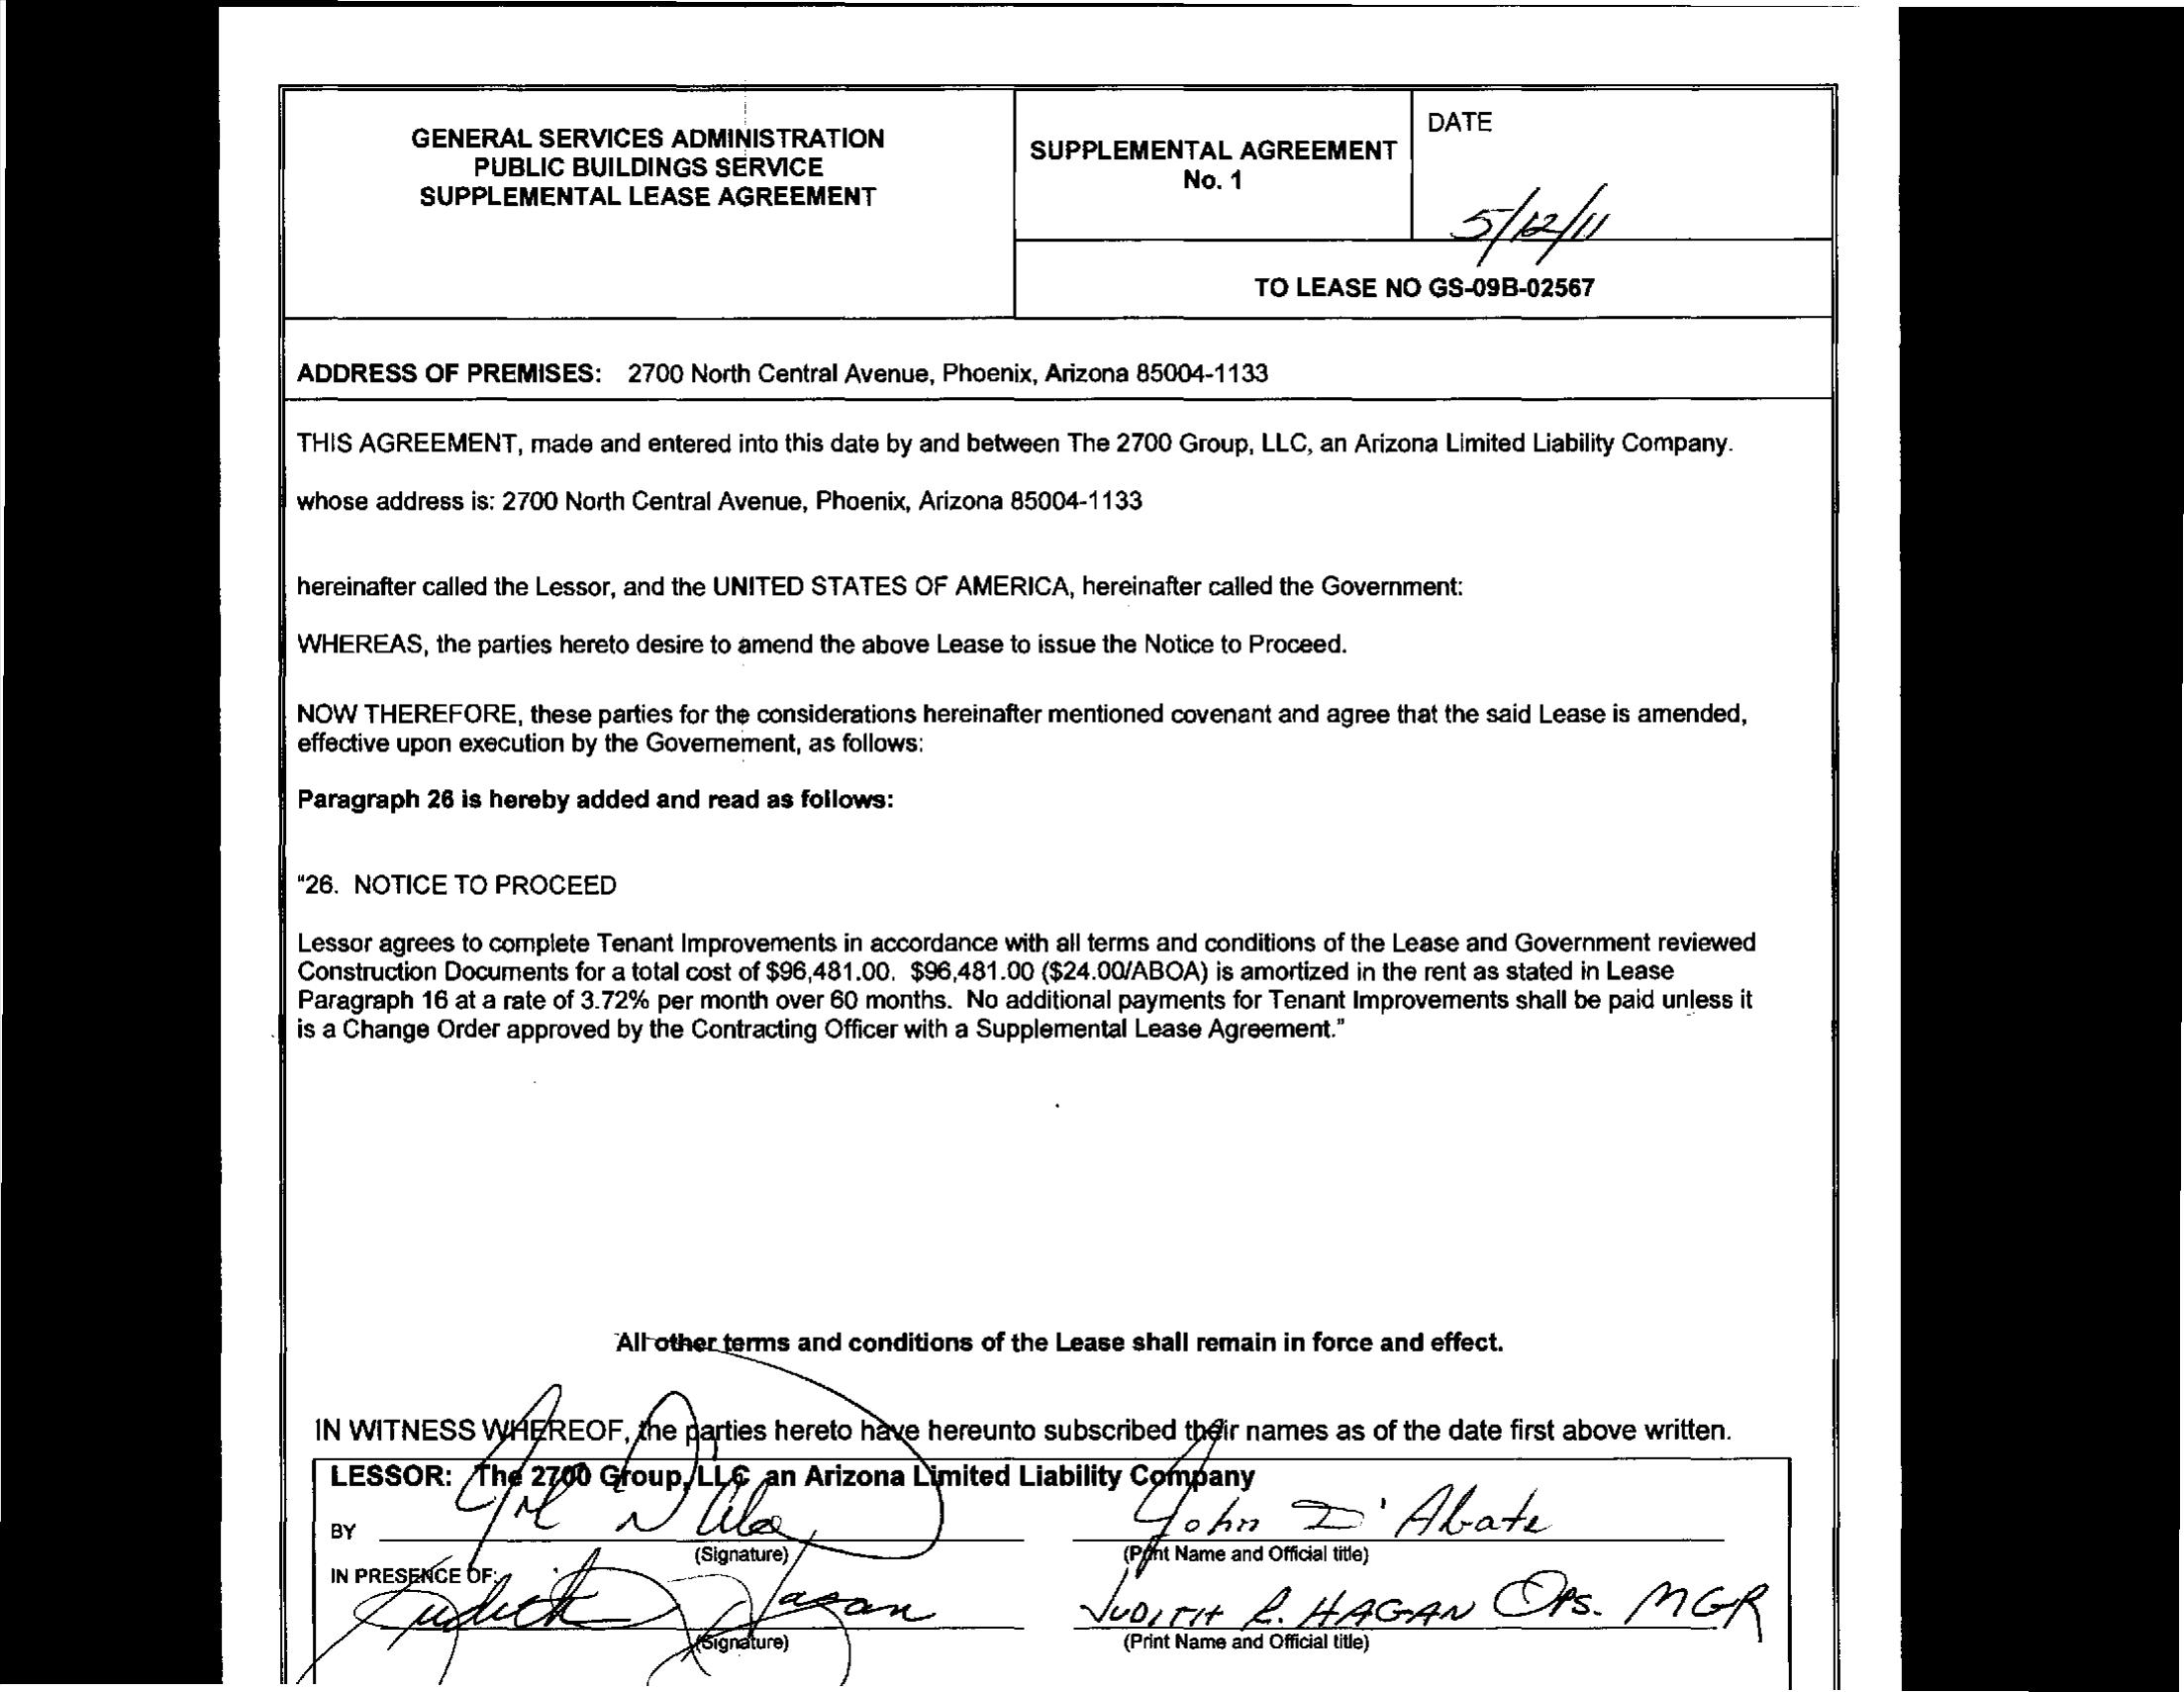 GENERAL SERVICES ADMINISTRATION
PUBLIC BUILDINGS SERVICE
SUPPLEMENTAL LEASE AGREEMENT
SUPPLEMENTAL AGREEMENT
No. 1
DATE
5/12/11
TO LEASE NO GS-09B-02567
ADDRESS OF PREMISES: 2700 North Central Avenue, Phoenix, Arizona 85004-1133
THIS AGREEMENT, made and entered into this date by and between The 2700 Group, LLC, an Arizona Limited Liability Company.
whose address is: 2700 North Central Avenue, Phoenix, Arizona 85004-1133
hereinafter called the Lessor, and the UNITED STATES OF AMERICA, hereinafter called the Government:
WHEREAS, the parties hereto desire to amend the above Lease to issue the Notice to Proceed.
NOW THEREFORE, these parties for the considerations hereinafter mentioned covenant and agree that the said Lease is amended,
effective upon execution by the Governement, as follows:
Paragraph 26 is hereby added and read as follows:
"26. NOTICE TO PROCEED
Lessor agrees to complete Tenant Improvements in accordance with all terms and conditions of the Lease and Government reviewed
Construction Documents for a total cost of $96,481.00. $96,481.00 ($24.00/ABOA) is amortized in the rent as stated in Lease
Paragraph 16 at a rate of 3.72% per month over 60 months. No additional payments for Tenant Improvements shall be paid unless it
is a Change Order approved by the Contracting Officer with a Supplemental Lease Agreement."
All other terms and conditions of the Lease shall remain in force and effect.
IN WITNESS WHEREOF, the parties hereto have hereunto subscribed their names as of the date first above written.
LESSOR: The 2700 Group, LLC an Arizona Limited Liability Company
BY John D'Abate
(Signature) (Print Name and Official title)
IN PRESENCE OF:
Judith Hagan JUDITH R. HAGAN OPS. MGR
(Signature) (Print Name and Official title)